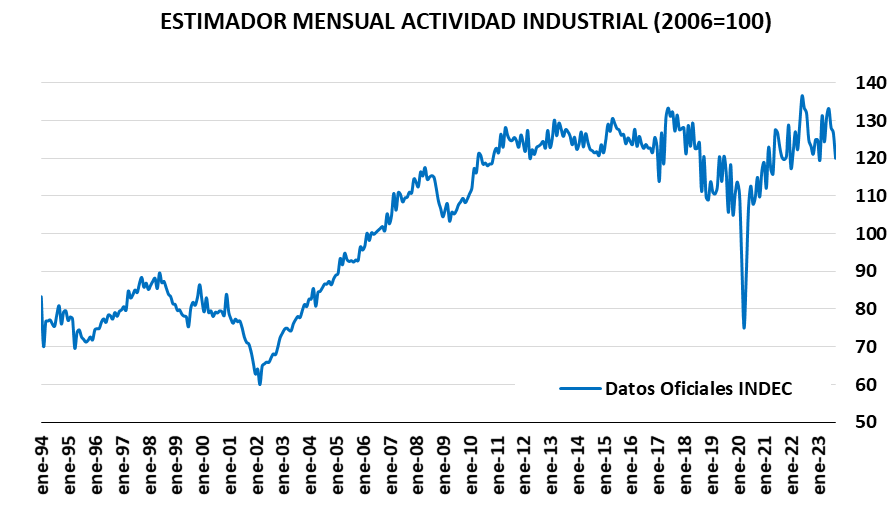 ESTIMADOR MENSUAL ACTIVIDAD INDUSTRIAL (2006=100)
140
130
120
110
100
90
80
70
60
50
Datos Oficiales INDEC
ene-94
ene-95
ene-96
ene-97
ene-98
ene-99
ene-00
ene-01
ene-02
ene-03
ene-04
ene-05
ene-06
ene-07
ene-08
ene-09
ene-10
ene-11
ene-12
ene-13
ene-14
ene-15
ene-16
ene-17
ene-18
ene-19
ene-20
ene-21
ene-22
ene-23